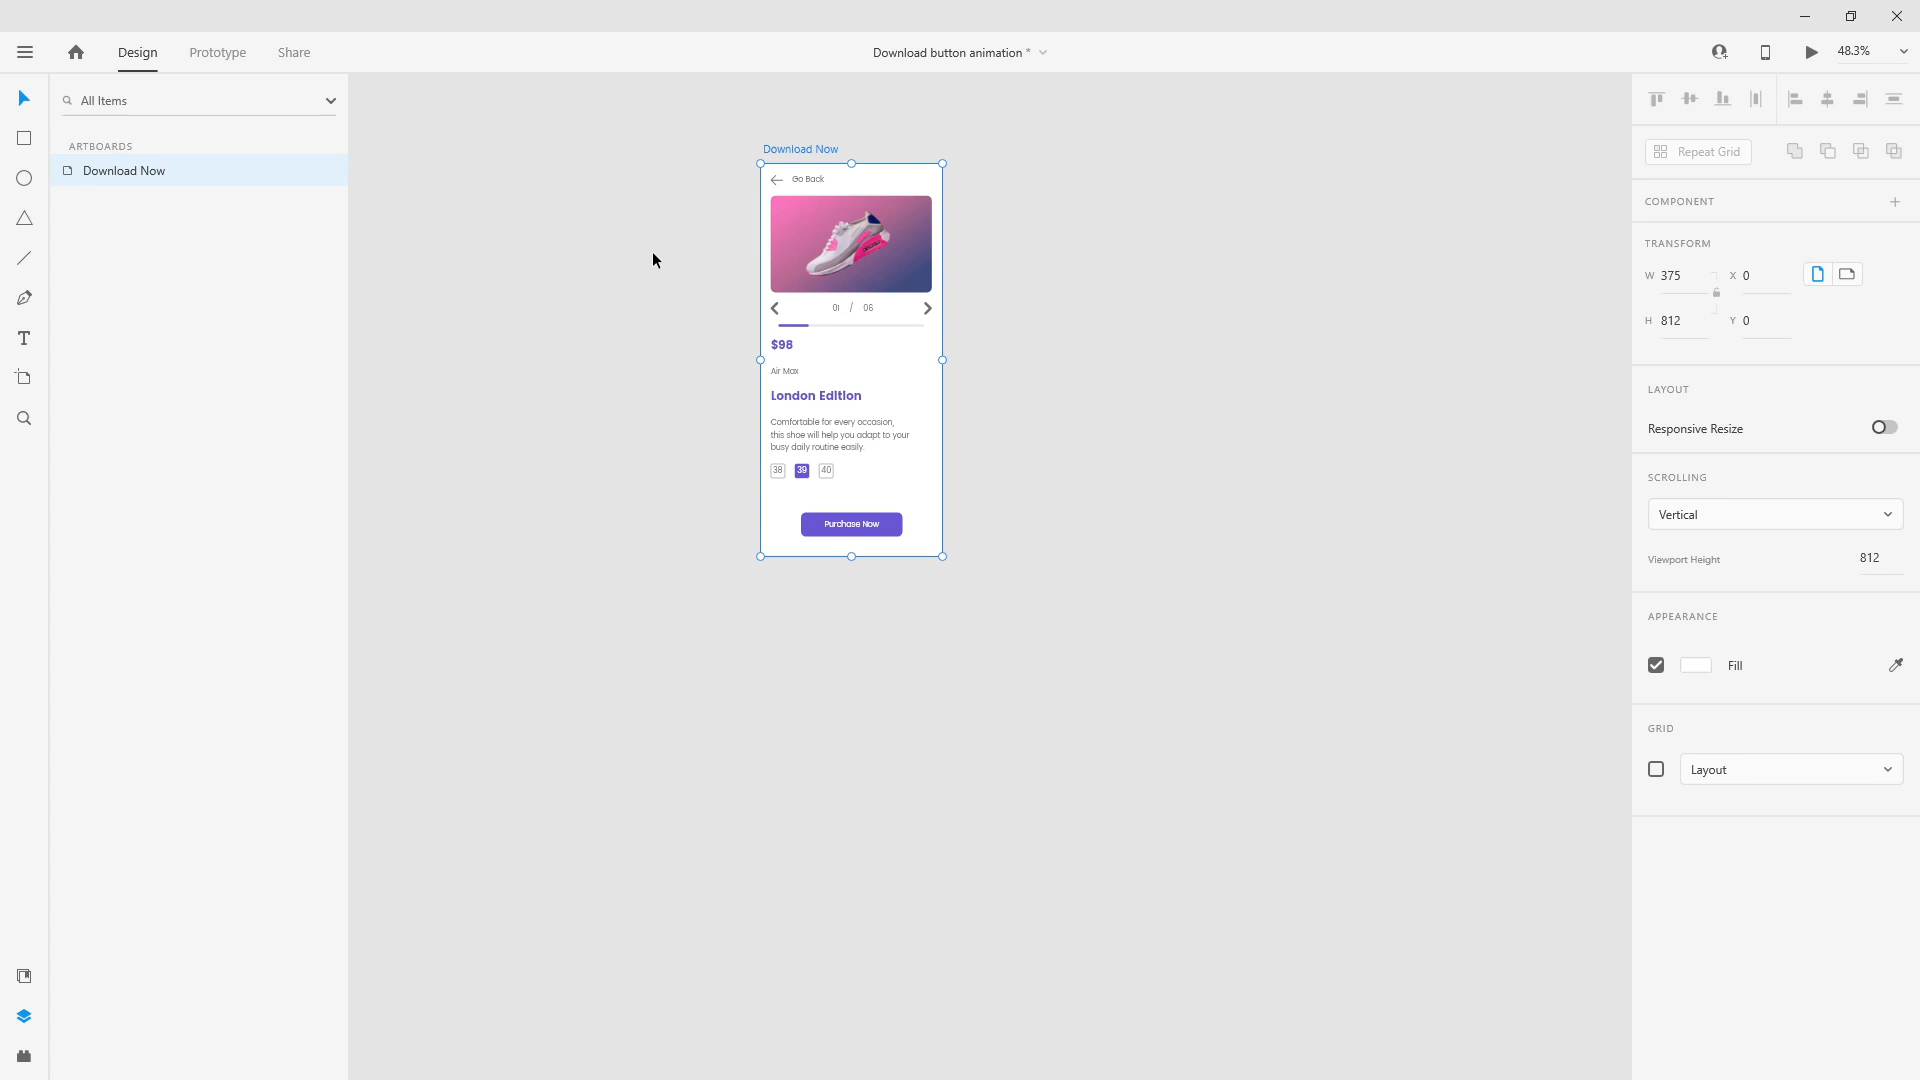 Design
Prototype
Share
Download button animation *
48.3%
All Items
ARTBOARDS
Download Now
Download Now
Go Back
01 / 06
$98
Air Max
London Edition
Comfortable for every occasion,
this shoe will help you adapt to your
busy daily routine easily.
38 39 40
Purchase Now
Repeat Grid
COMPONENT
TRANSFORM
W 375 X 0
H 812 Y 0
LAYOUT
Responsive Resize
SCROLLING
Vertical
Viewport Height 812
APPEARANCE
Fill
GRID
Layout